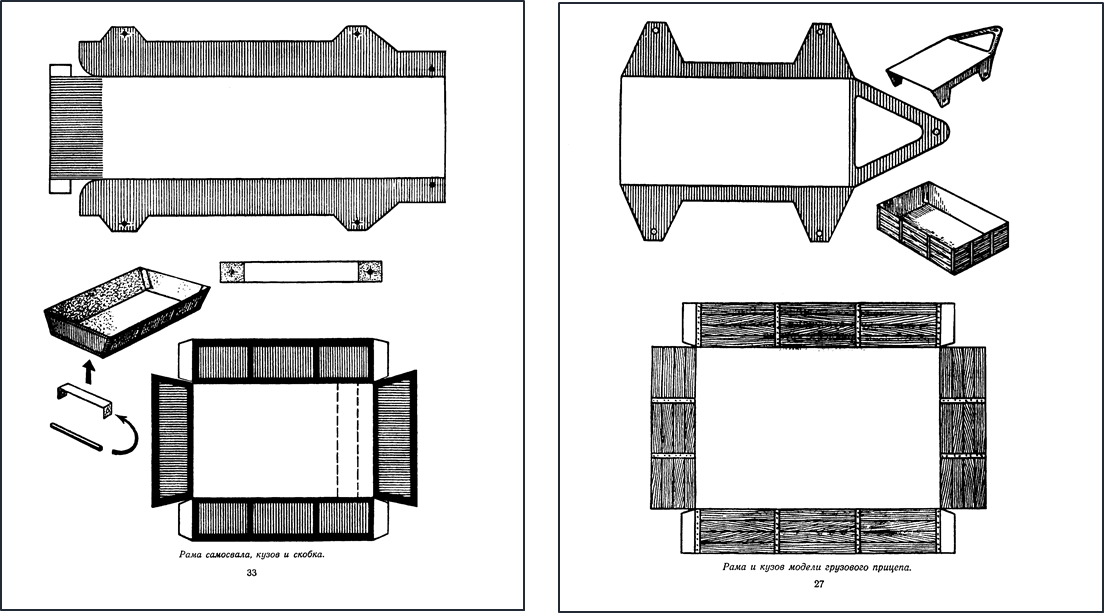 Рама самосвала, кузов и скобка.
33
Рама и кузов модели грузового прицепа.
27